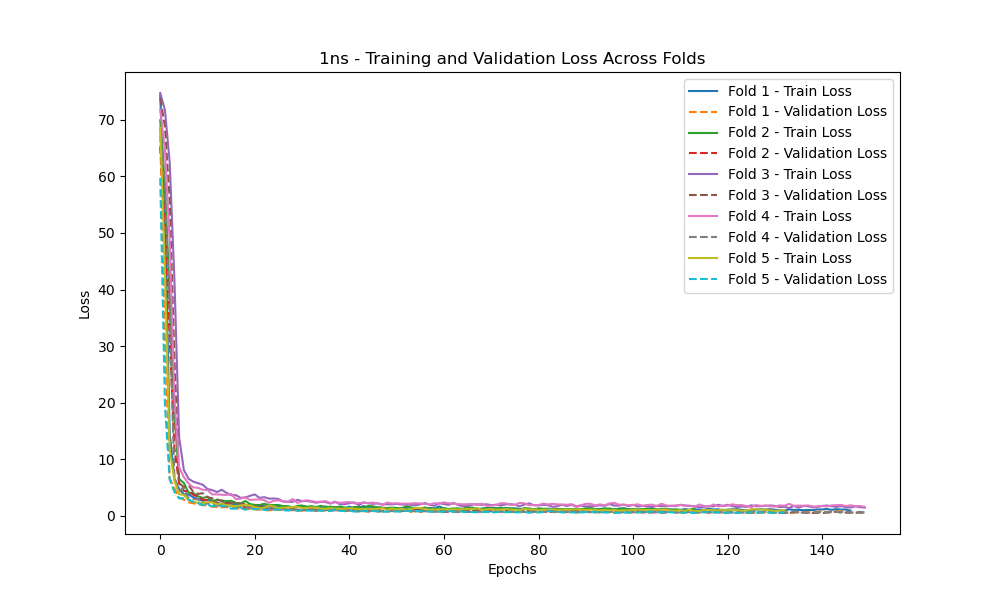 1ns - Training and Validation Loss Across Folds
Loss
70
60
50
40
30
20
10
0
Fold 1 - Train Loss
Fold 1 - Validation Loss
Fold 2 - Train Loss
Fold 2 - Validation Loss
Fold 3 - Train Loss
Fold 3 - Validation Loss
Fold 4 - Train Loss
Fold 4 - Validation Loss
Fold 5 - Train Loss
Fold 5 - Validation Loss
0 20 40 60 80 100 120 140
Epochs